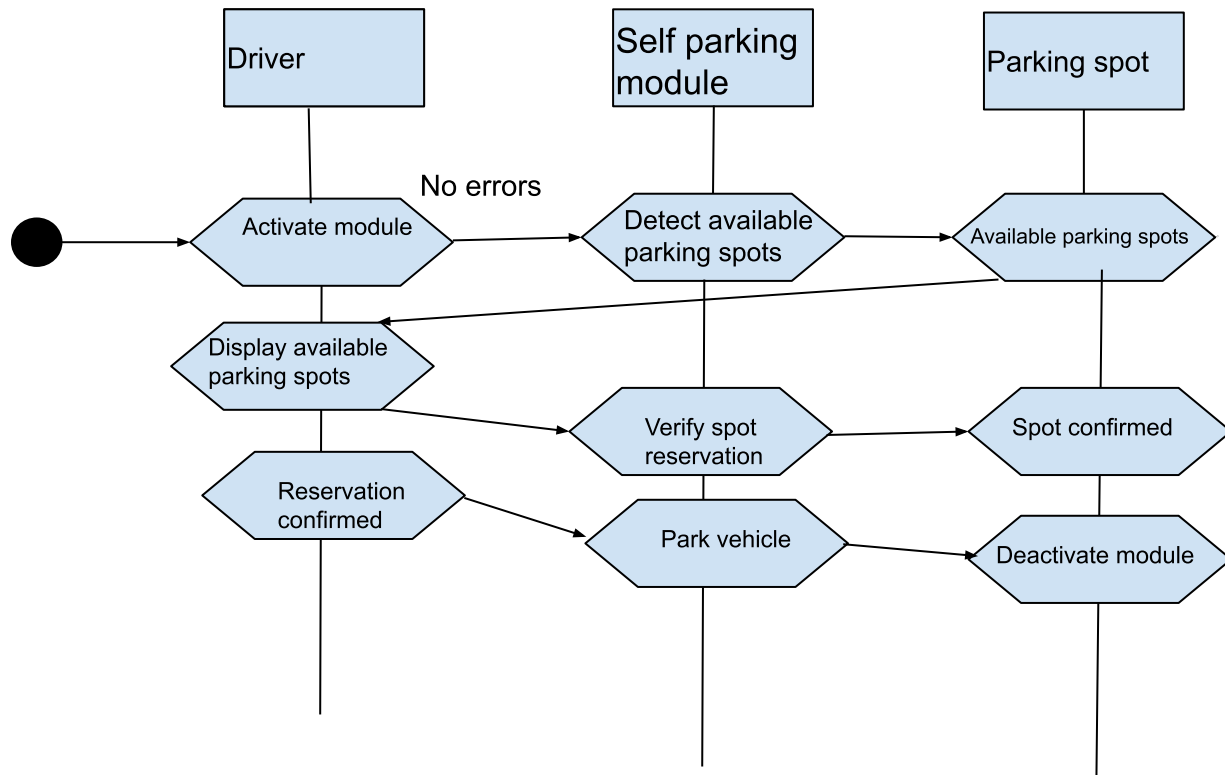 Driver
Self parking
module
Parking spot
No errors
Activate module
Detect available
parking spots
Available parking spots
Display available
parking spots
Verify spot
reservation
Spot confirmed
Reservation
confirmed
Park vehicle
Deactivate module